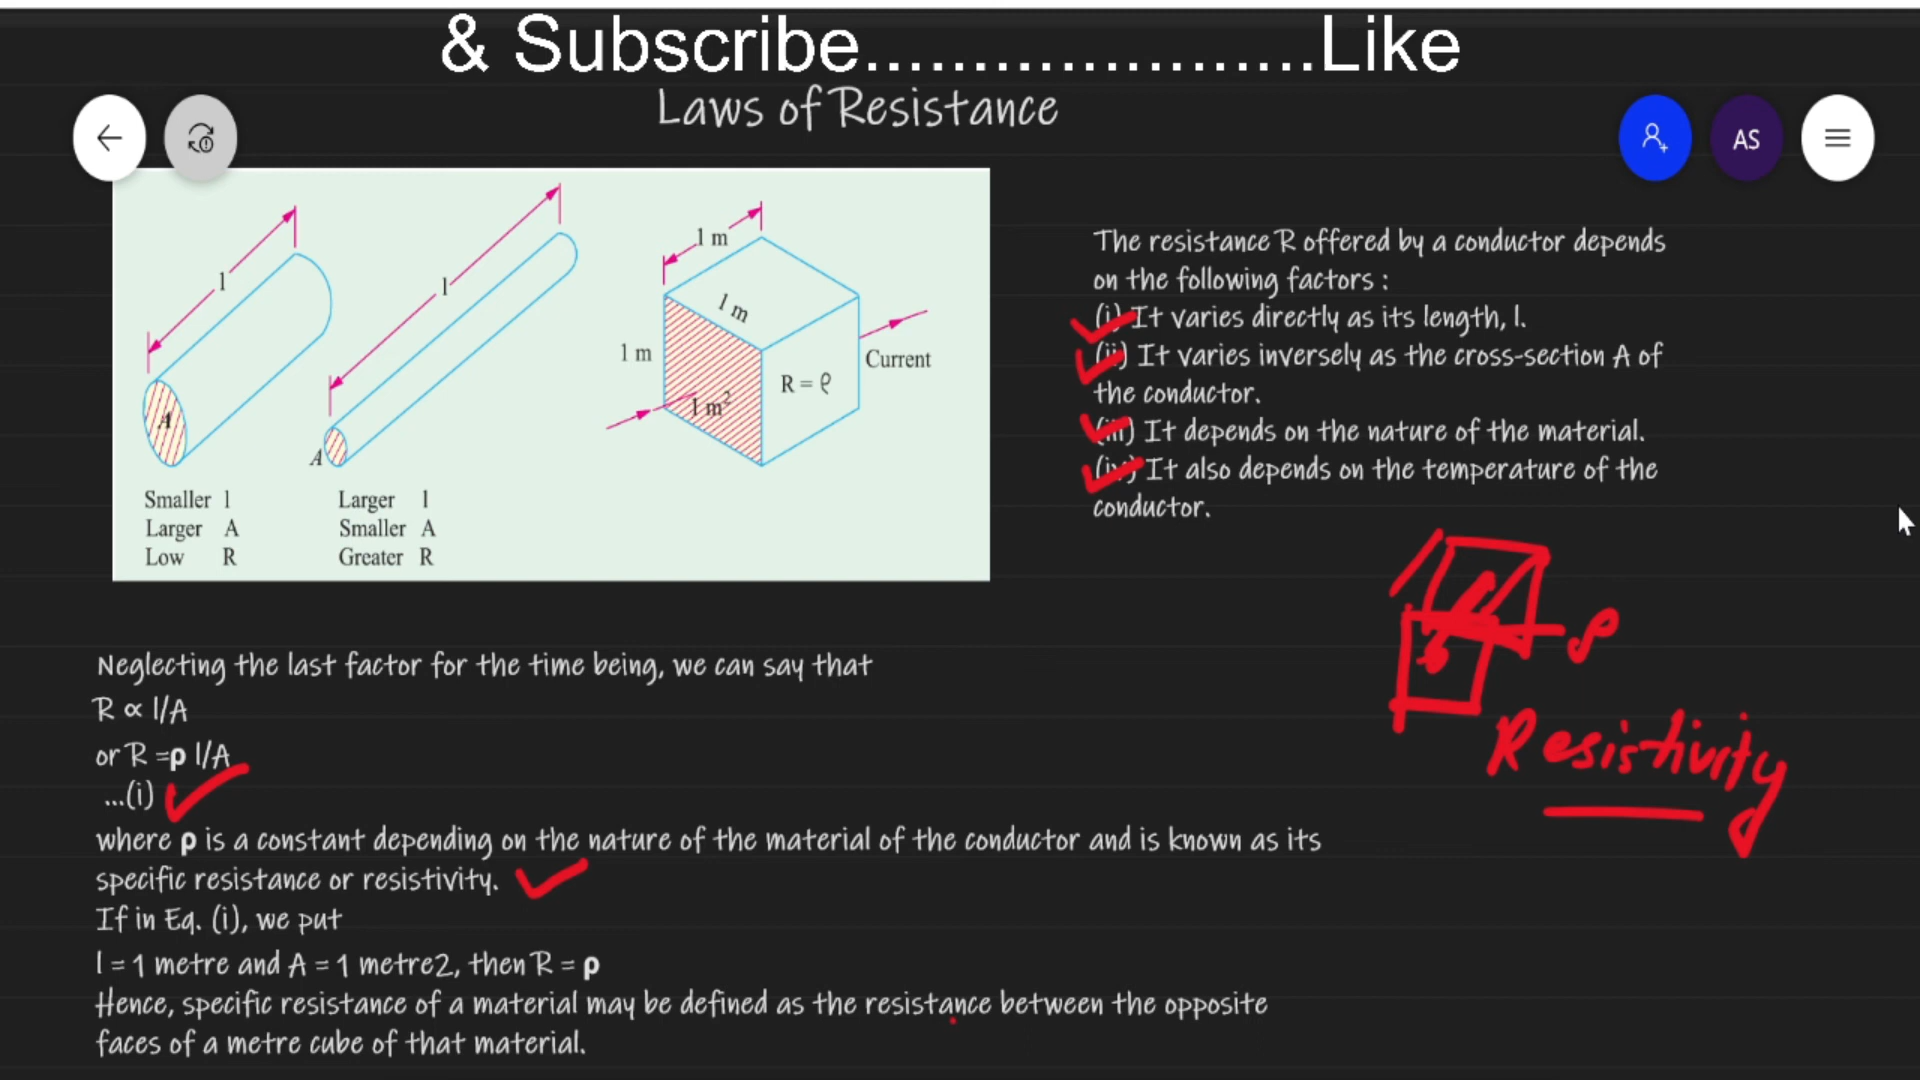 & Subscribe.....................Like
Laws of Resistance
AS
l
l
1 m
1 m
1 m
1 m²
R = ρ
Current
A
A
Smaller l
Larger A
Low R
Larger l
Smaller A
Greater R
The resistance R offered by a conductor depends
on the following factors :
(i) It varies directly as its length, l.
(ii) It varies inversely as the cross-section A of
the conductor.
(iii) It depends on the nature of the material.
(iv) It also depends on the temperature of the
conductor.
ρ
Resistivity
Neglecting the last factor for the time being, we can say that
R ∝ l/A
or R =ρ l/A
...(i)
where ρ is a constant depending on the nature of the material of the conductor and is known as its
specific resistance or resistivity.
If in Eq. (i), we put
l = 1 metre and A = 1 metre2, then R = ρ
Hence, specific resistance of a material may be defined as the resistance between the opposite
faces of a metre cube of that material.